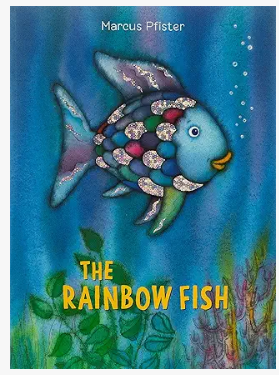 Marcus Pfister
THE
RAINBOW FISH